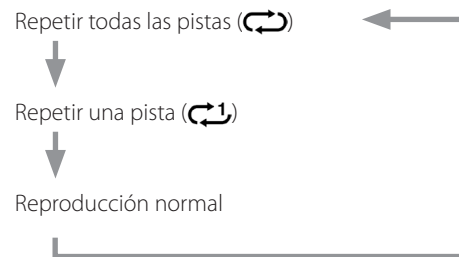 Repetir todas las pistas (🔁)
Repetir una pista (🔂)
Reproducción normal